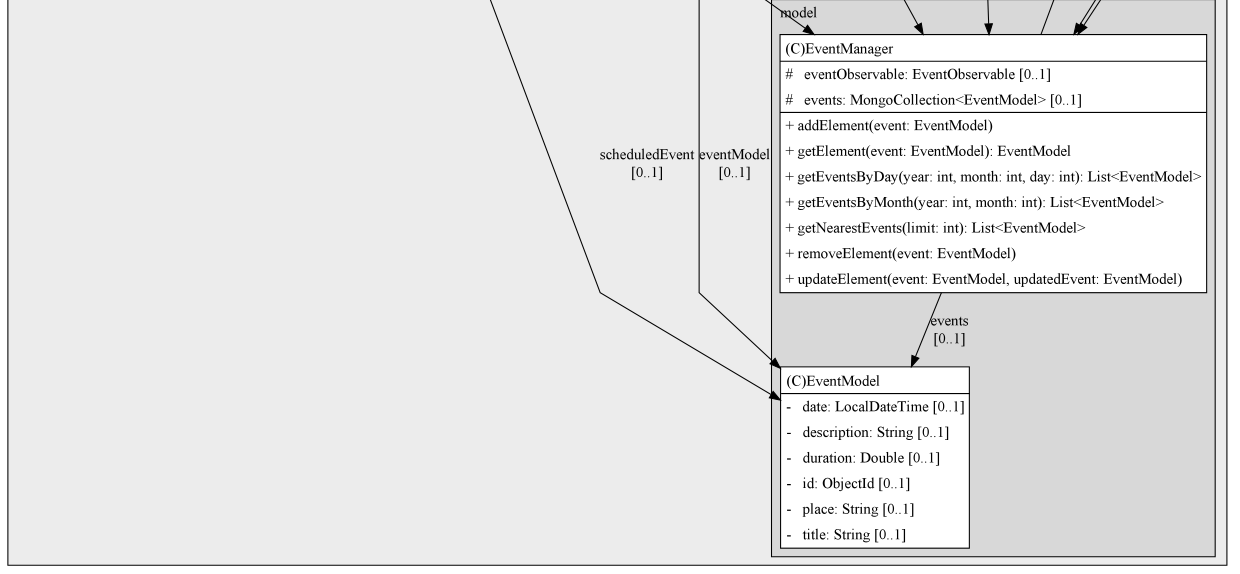 model
(C)EventManager
# eventObservable: EventObservable [0..1]
# events: MongoCollection<EventModel> [0..1]
+ addElement(event: EventModel)
+ getElement(event: EventModel): EventModel
+ getEventsByDay(year: int, month: int, day: int): List<EventModel>
+ getEventsByMonth(year: int, month: int): List<EventModel>
+ getNearestEvents(limit: int): List<EventModel>
+ removeElement(event: EventModel)
+ updateElement(event: EventModel, updatedEvent: EventModel)
scheduledEvent
[0..1]
eventModel
[0..1]
events
[0..1]
(C)EventModel
- date: LocalDateTime [0..1]
- description: String [0..1]
- duration: Double [0..1]
- id: ObjectId [0..1]
- place: String [0..1]
- title: String [0..1]